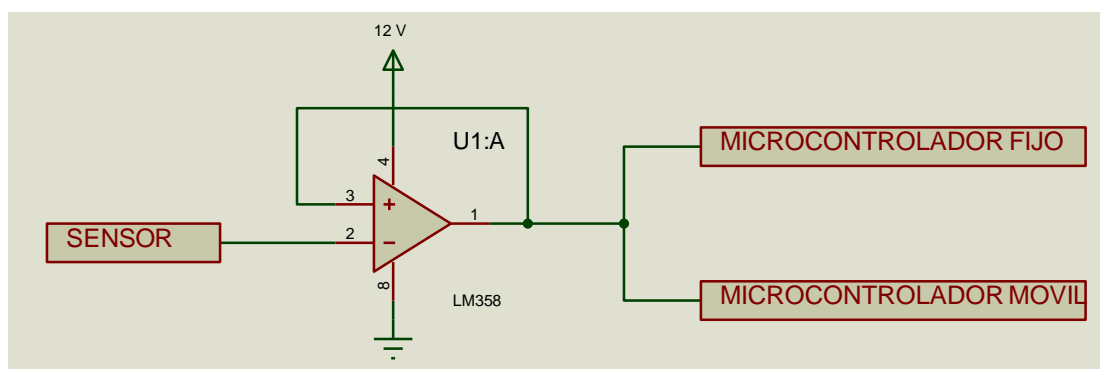 12 V
U1:A
4
3
+
1
2
-
8
LM358
SENSOR
MICROCONTROLADOR FIJO
MICROCONTROLADOR MOVIL